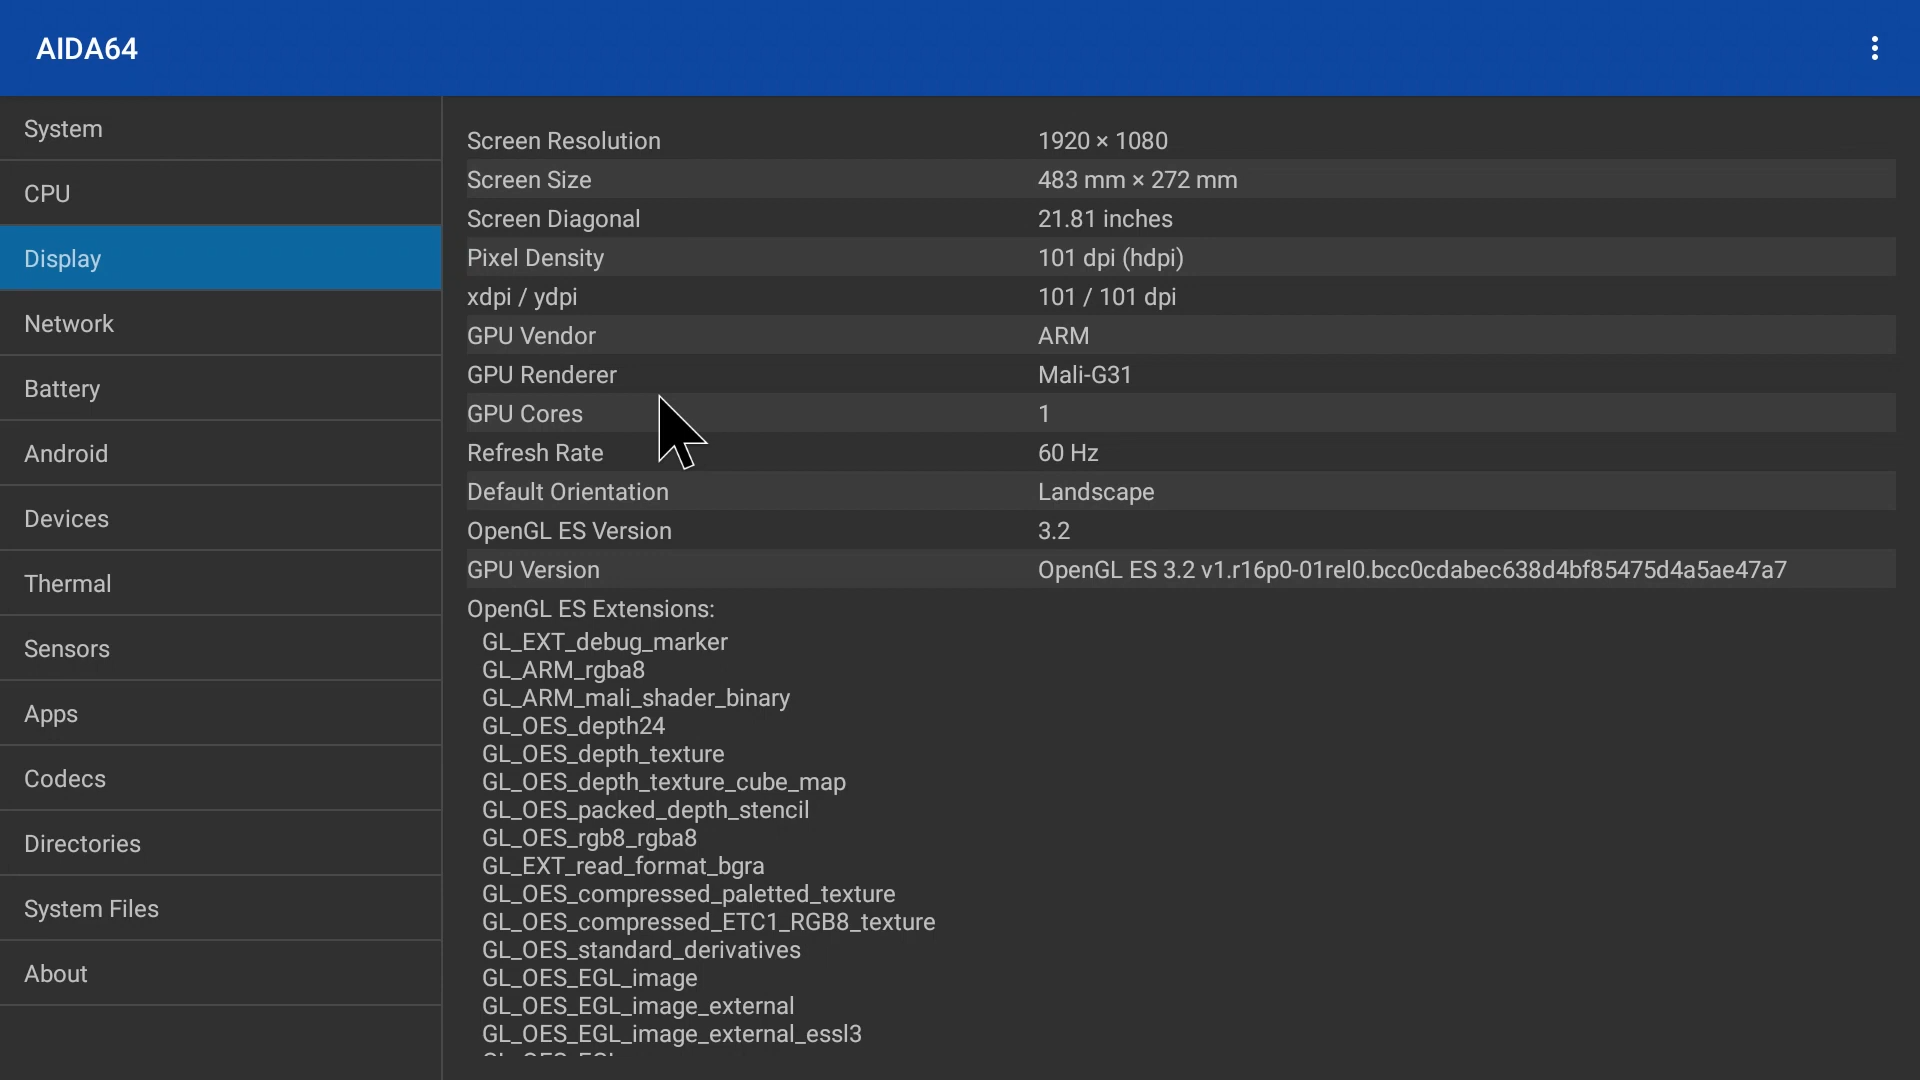 AIDA64
System
CPU
Display
Network
Battery
Android
Devices
Thermal
Sensors
Apps
Codecs
Directories
System Files
About
Screen Resolution 1920 × 1080
Screen Size 483 mm × 272 mm
Screen Diagonal 21.81 inches
Pixel Density 101 dpi (hdpi)
xdpi / ydpi 101 / 101 dpi
GPU Vendor ARM
GPU Renderer Mali-G31
GPU Cores 1
Refresh Rate 60 Hz
Default Orientation Landscape
OpenGL ES Version 3.2
GPU Version OpenGL ES 3.2 v1.r16p0-01rel0.bcc0cdabec638d4bf85475d4a5ae47a7
OpenGL ES Extensions:
GL_EXT_debug_marker
GL_ARM_rgba8
GL_ARM_mali_shader_binary
GL_OES_depth24
GL_OES_depth_texture
GL_OES_depth_texture_cube_map
GL_OES_packed_depth_stencil
GL_OES_rgb8_rgba8
GL_EXT_read_format_bgra
GL_OES_compressed_paletted_texture
GL_OES_compressed_ETC1_RGB8_texture
GL_OES_standard_derivatives
GL_OES_EGL_image
GL_OES_EGL_image_external
GL_OES_EGL_image_external_essl3